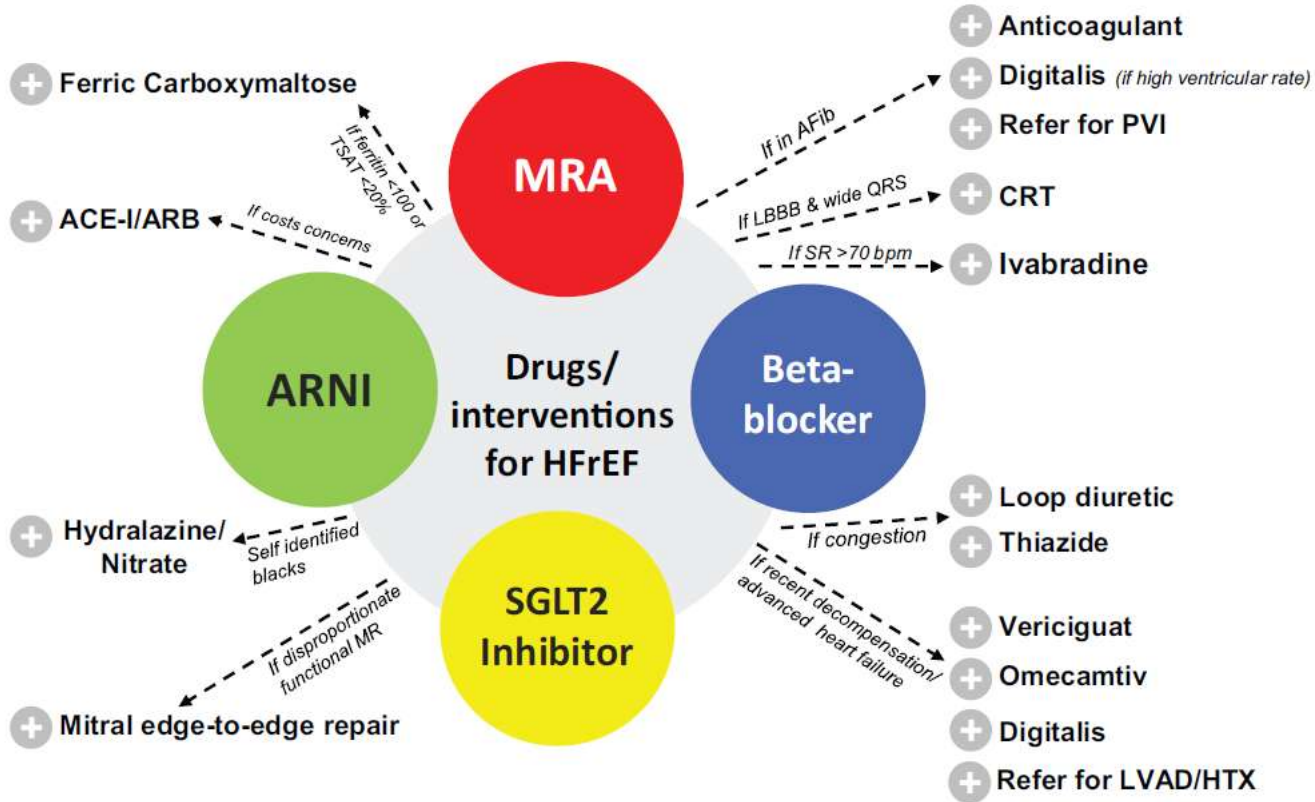 Ferric Carboxymaltose
If ferritin <100 or
TSAT <20%
ACE-I/ARB
If costs concerns
MRA
Anticoagulant
Digitalis (if high ventricular rate)
Refer for PVI
If in AFib
CRT
If LBBB & wide QRS
Ivabradine
If SR >70 bpm
ARNI
Drugs/
interventions
for HFrEF
Beta-
blocker
Hydralazine/
Nitrate
Self identified
blacks
SGLT2
Inhibitor
Mitral edge-to-edge repair
If disproportionate
functional MR
Loop diuretic
Thiazide
If congestion
Vericiguat
Omecamtiv
Digitalis
Refer for LVAD/HTX
If recent decompensation/
advanced heart failure